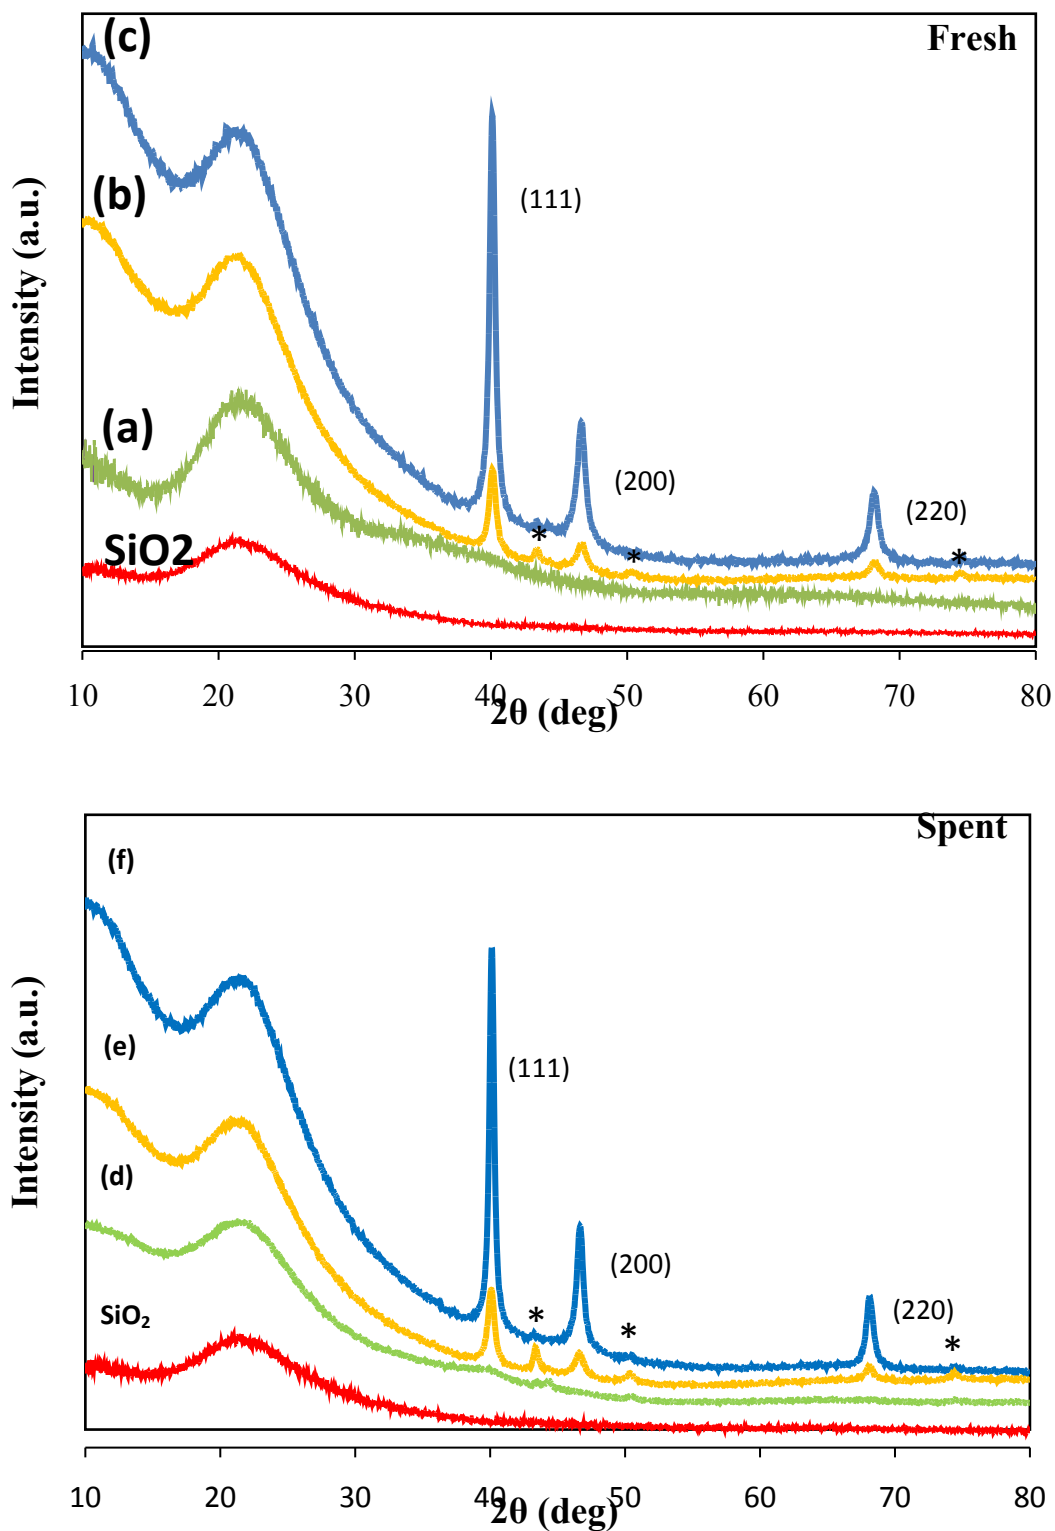 (c)
Fresh
(b)
(111)
(a)
(200)
(220)
SiO2
* * *
Intensity (a.u.)
10 20 30 40 50 60 70 80
2θ (deg)
Spent
(f)
(e)
(111)
(d)
(200)
(220)
SiO₂
* * *
Intensity (a.u.)
10 20 30 40 50 60 70 80
2θ (deg)